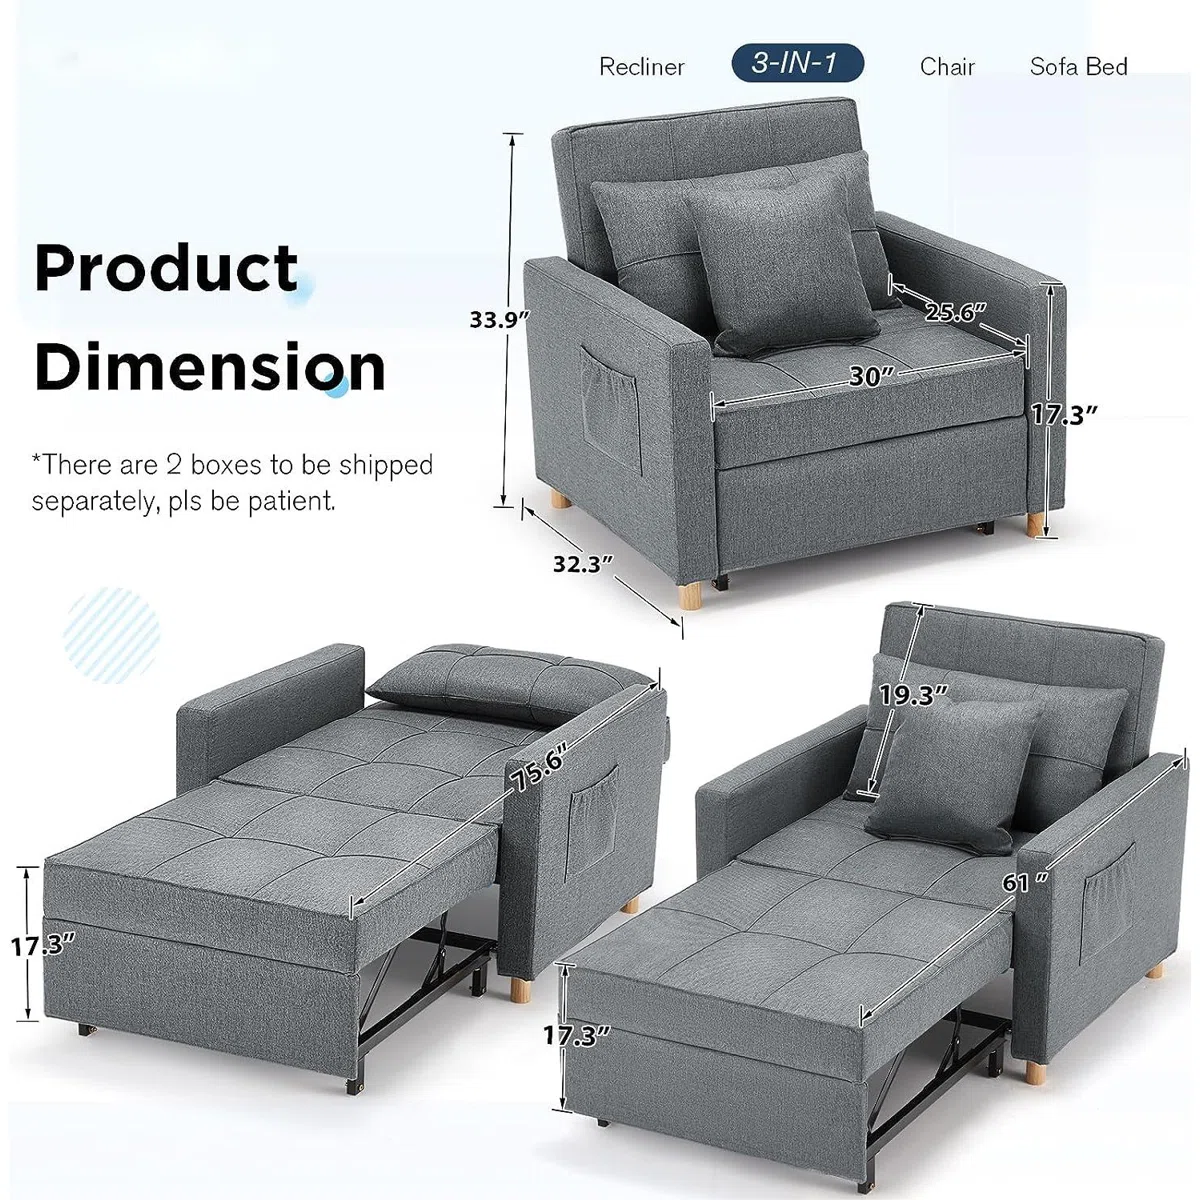 Recliner 3-IN-1 Chair Sofa Bed
Product
Dimension
*There are 2 boxes to be shipped
separately, pls be patient.
33.9"
25.6"
30"
17.3"
32.3"
75.6"
17.3"
19.3"
61 "
17.3"